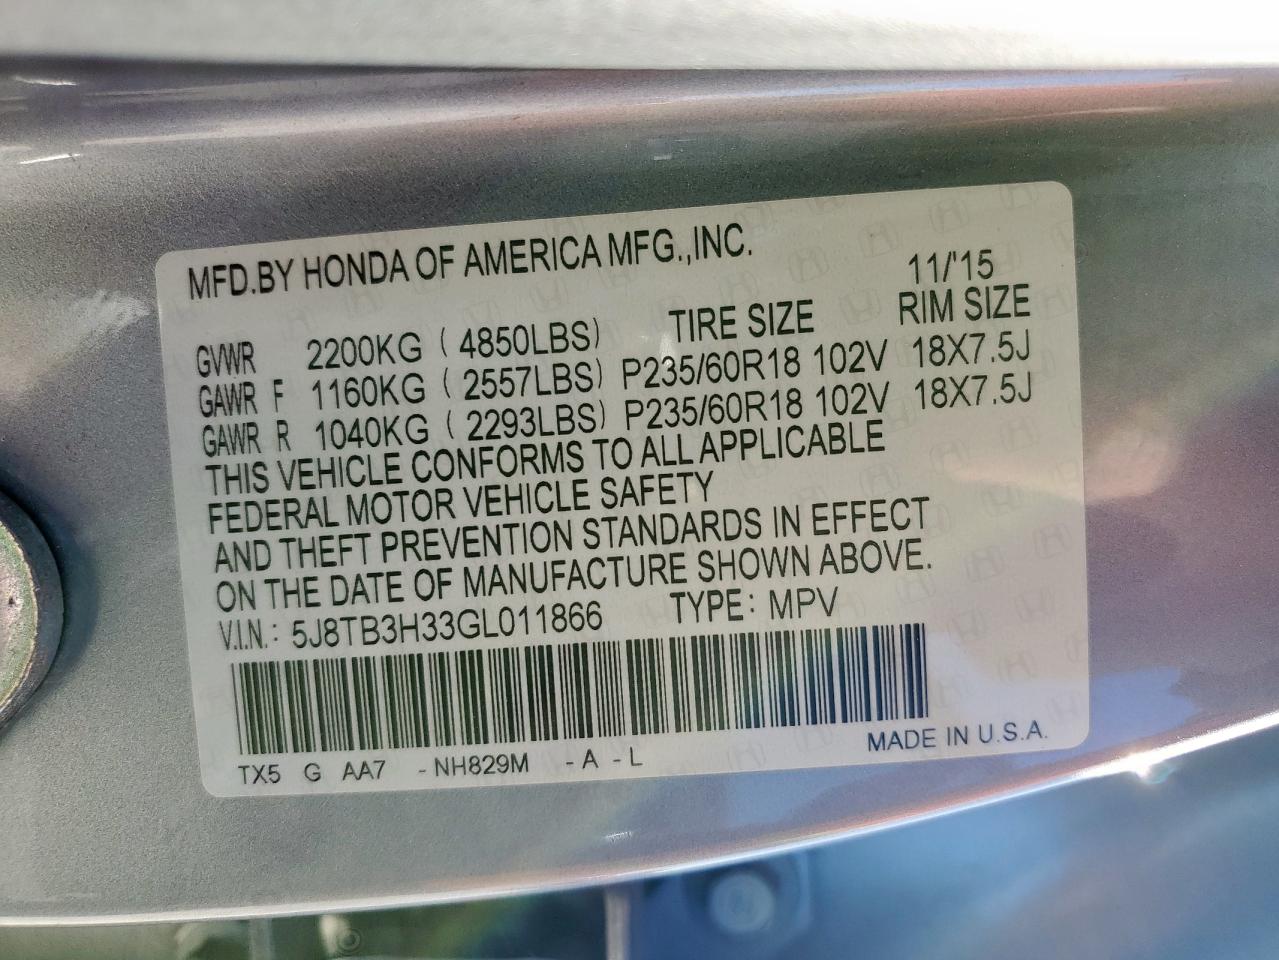 MFD.BY HONDA OF AMERICA MFG.,INC.
11/'15
TIRE SIZE RIM SIZE
GVWR 2200KG ( 4850LBS)
GAWR F 1160KG ( 2557LBS) P235/60R18 102V 18X7.5J
GAWR R 1040KG ( 2293LBS) P235/60R18 102V 18X7.5J
THIS VEHICLE CONFORMS TO ALL APPLICABLE
FEDERAL MOTOR VEHICLE SAFETY
AND THEFT PREVENTION STANDARDS IN EFFECT
ON THE DATE OF MANUFACTURE SHOWN ABOVE.
V.I.N: 5J8TB3H33GL011866 TYPE: MPV
TX5 G AA7 -NH829M -A -L
MADE IN U.S.A.